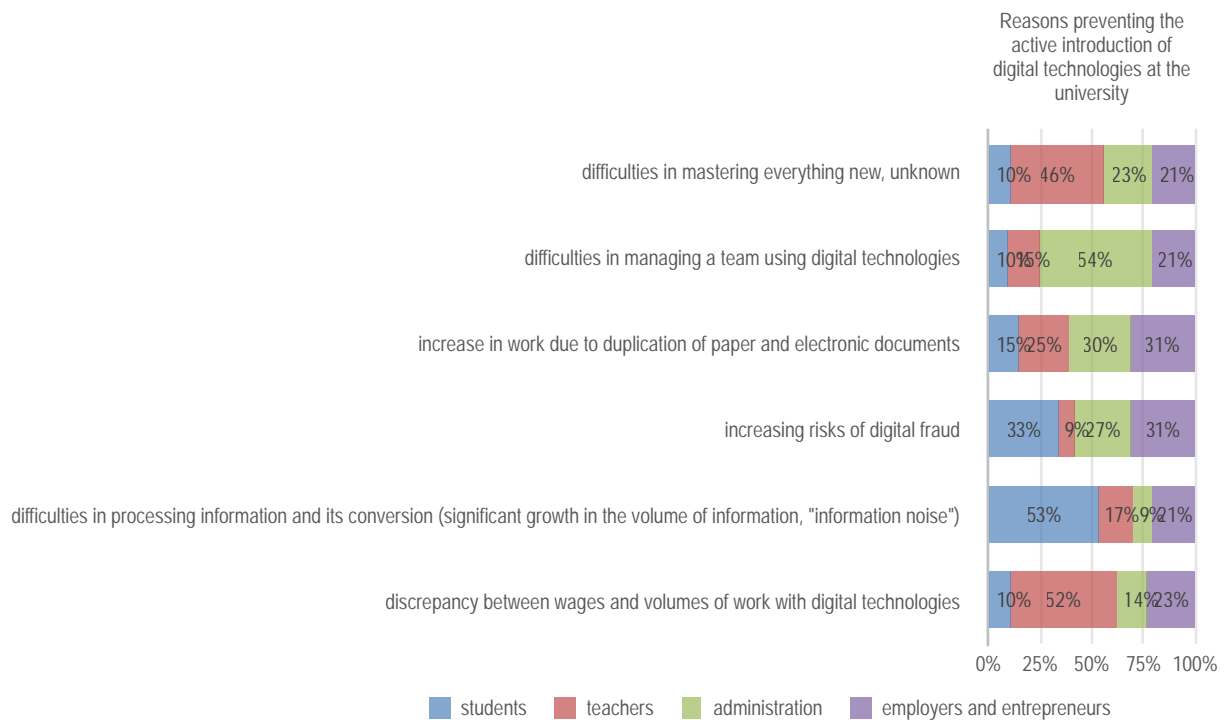 Reasons preventing the
active introduction of
digital technologies at the
university
difficulties in mastering everything new, unknown
10% 46% 23% 21%
difficulties in managing a team using digital technologies
10% 15% 54% 21%
increase in work due to duplication of paper and electronic documents
15% 25% 30% 31%
increasing risks of digital fraud
33% 9% 27% 31%
difficulties in processing information and its conversion (significant growth in the volume of information, "information noise")
53% 17% 9% 21%
discrepancy between wages and volumes of work with digital technologies
10% 52% 14% 23%
0% 25% 50% 75% 100%
students teachers administration employers and entrepreneurs